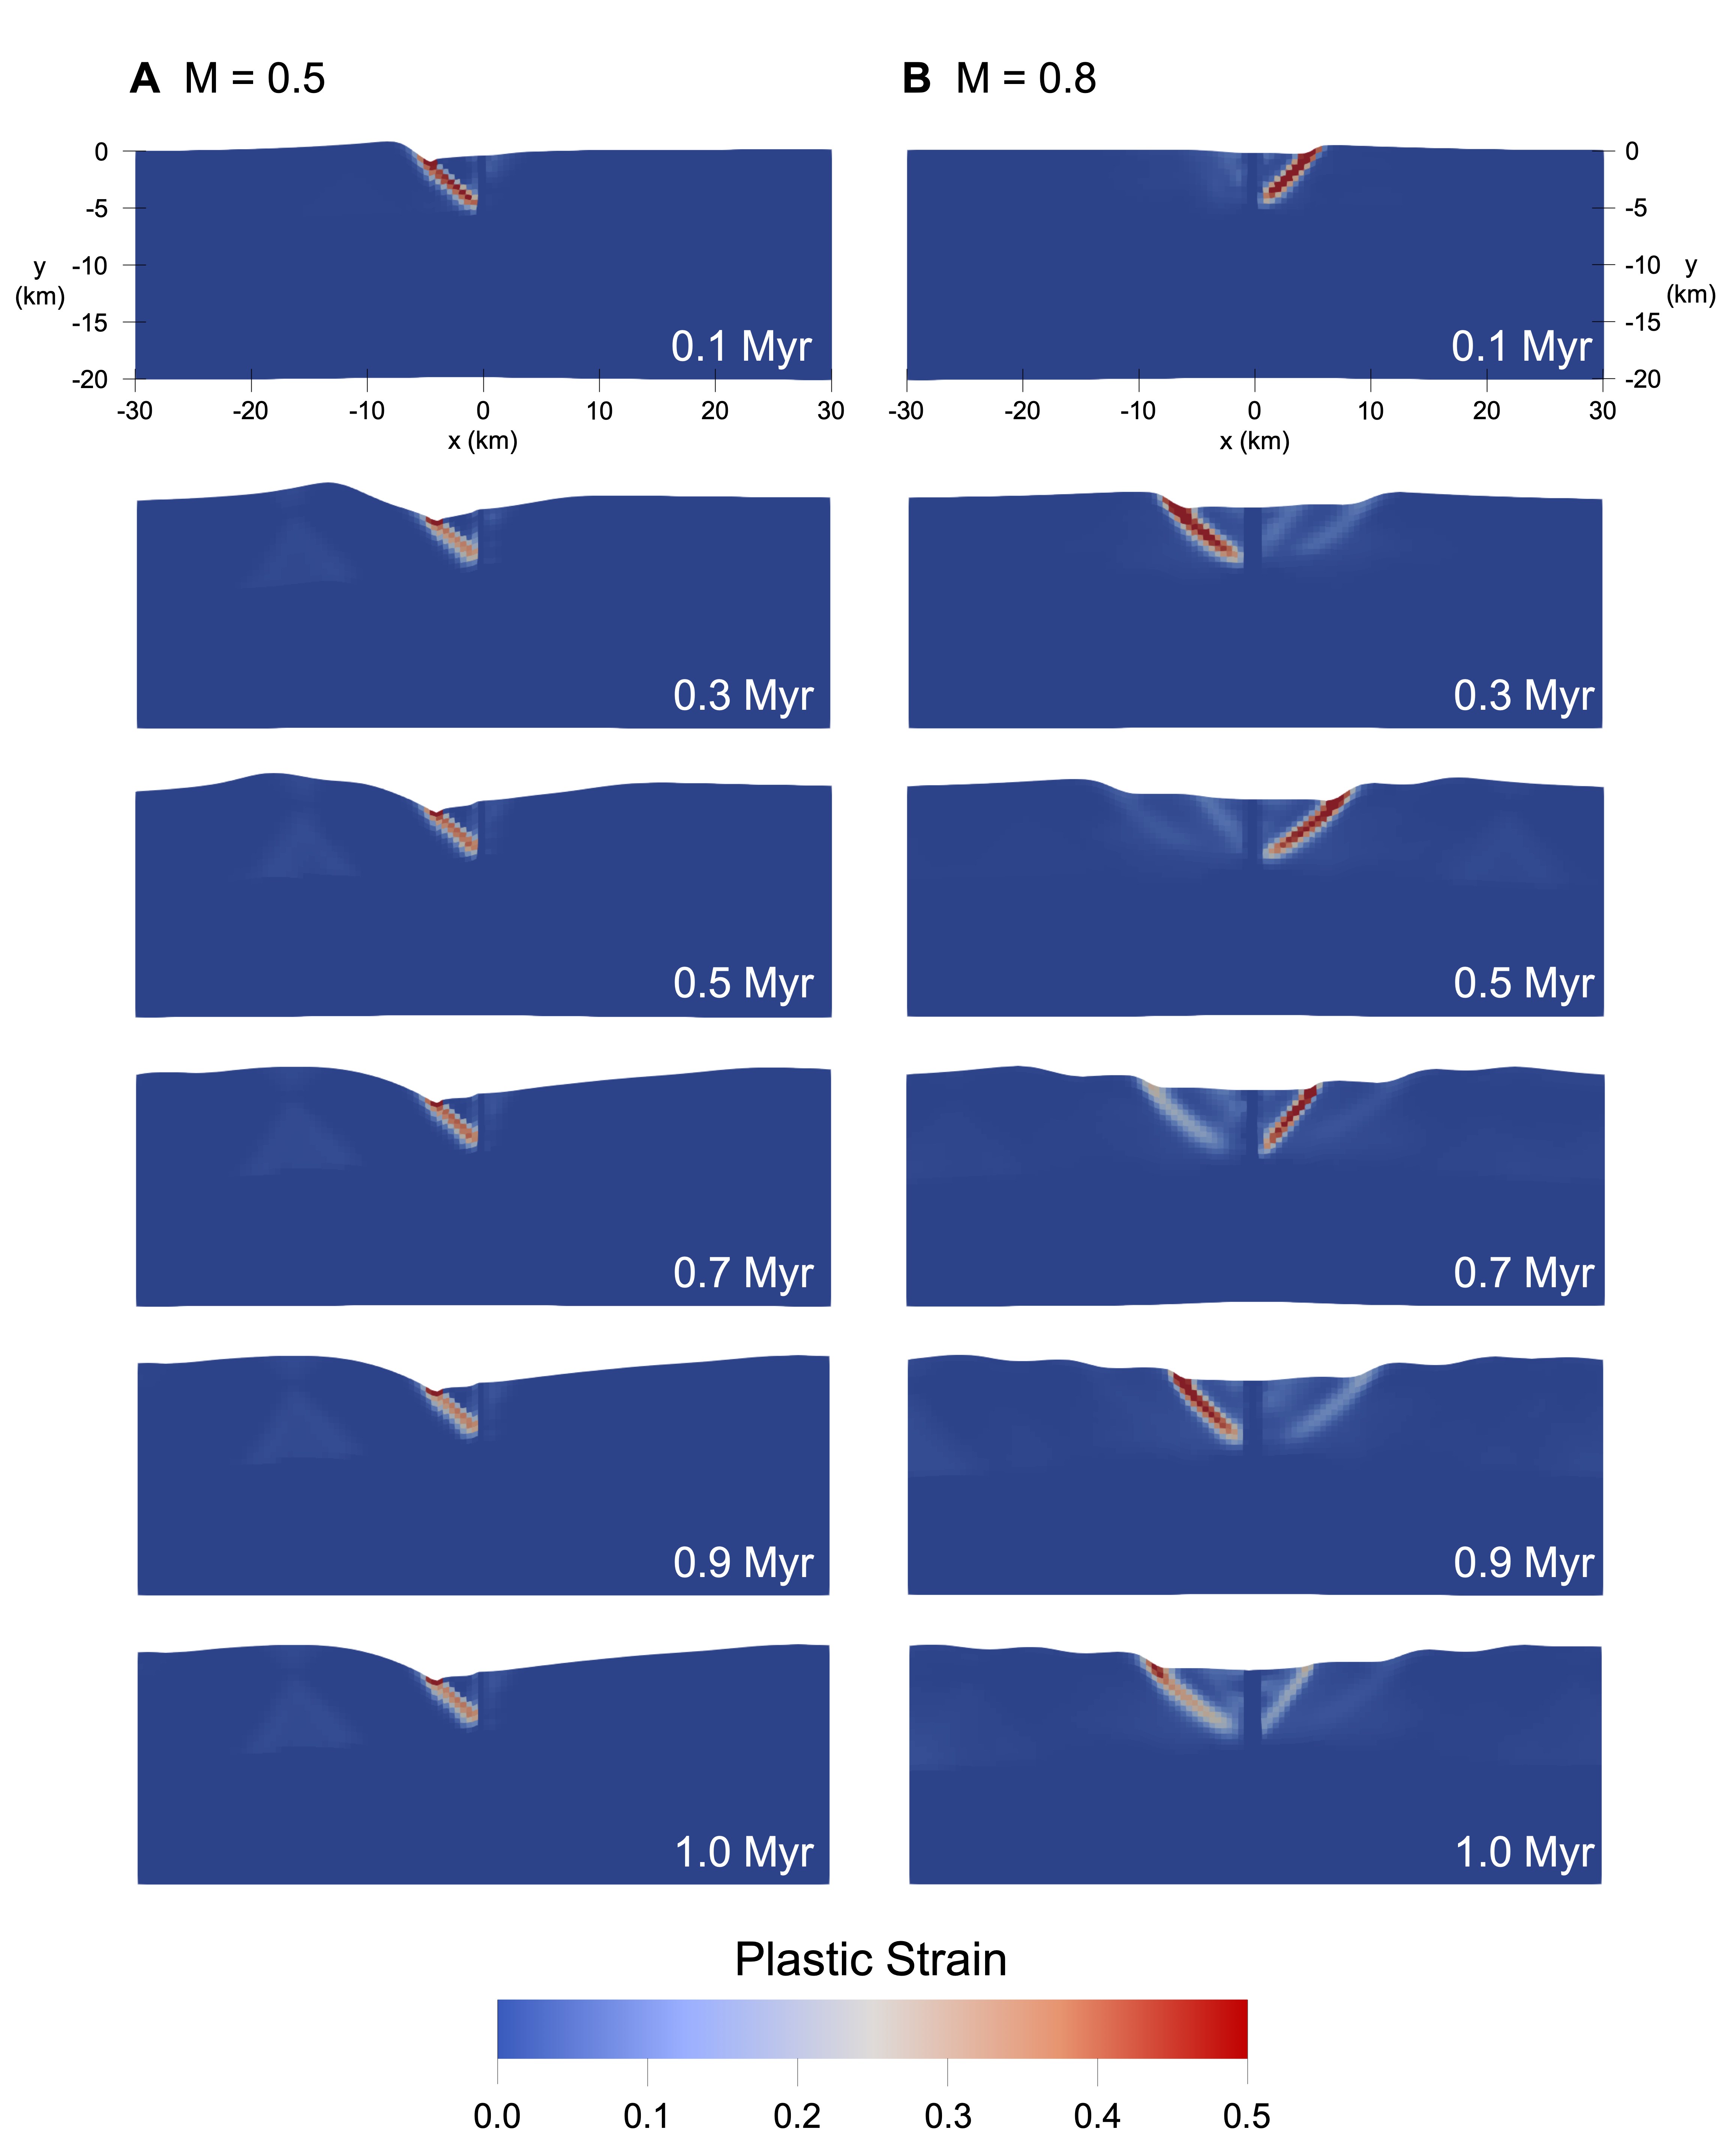 A M = 0.5
B M = 0.8
0
-5
-10
-15
-20
y
(km)
0.1 Myr
-30 -20 -10 0 10 20 30
x (km)
0
-5
-10
-15
-20
y
(km)
0.1 Myr
-30 -20 -10 0 10 20 30
x (km)
0.3 Myr
0.3 Myr
0.5 Myr
0.5 Myr
0.7 Myr
0.7 Myr
0.9 Myr
0.9 Myr
1.0 Myr
1.0 Myr
Plastic Strain
0.0 0.1 0.2 0.3 0.4 0.5